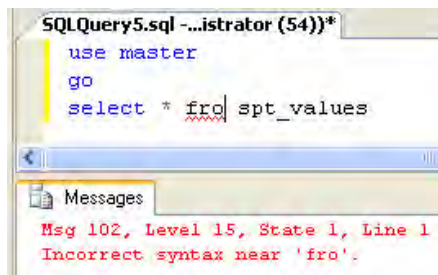 SQLQuery5.sql -...istrator (54))*
use master
go
select * fro spt_values
Messages
Msg 102, Level 15, State 1, Line 1
Incorrect syntax near 'fro'.